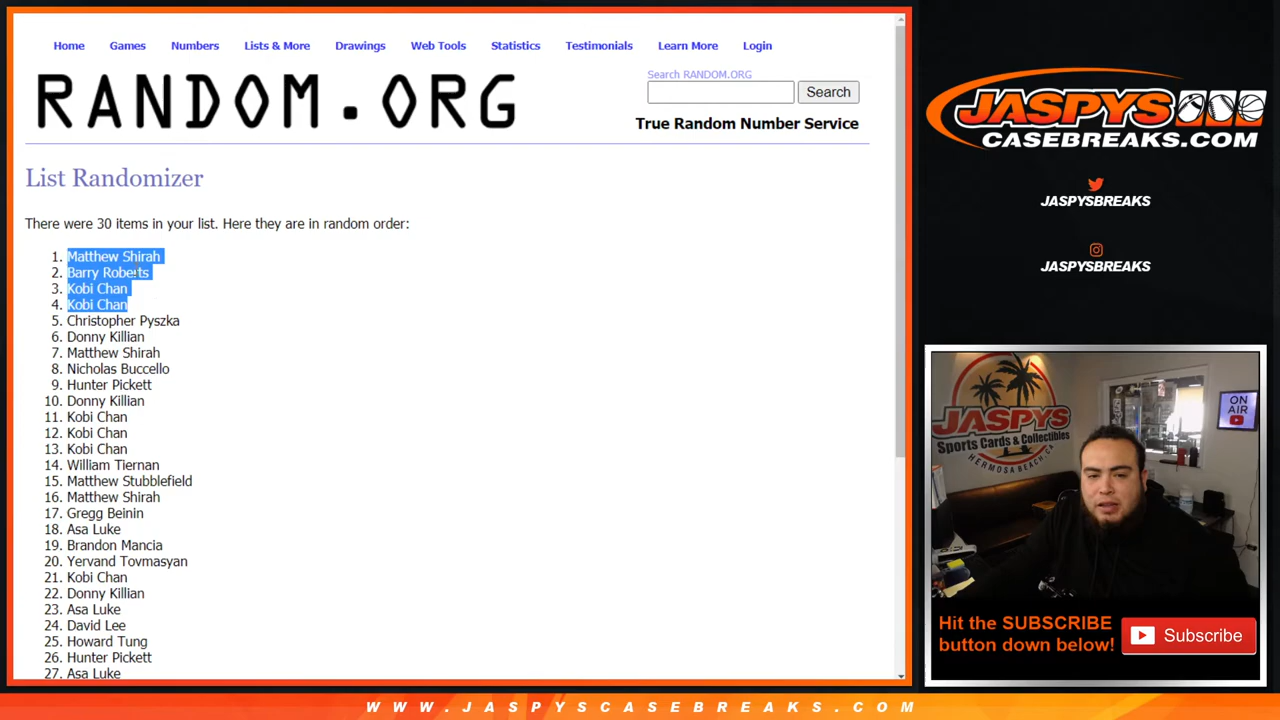 Home Games Numbers Lists & More Drawings Web Tools Statistics Testimonials Learn More Login
RANDOM.ORG
Search RANDOM.ORG
Search
True Random Number Service
List Randomizer
There were 30 items in your list. Here they are in random order:
1. Matthew Shirah
2. Barry Roberts
3. Kobi Chan
4. Kobi Chan
5. Christopher Pyszka
6. Donny Killian
7. Matthew Shirah
8. Nicholas Buccello
9. Hunter Pickett
10. Donny Killian
11. Kobi Chan
12. Kobi Chan
13. Kobi Chan
14. William Tiernan
15. Matthew Stubblefield
16. Matthew Shirah
17. Gregg Beinin
18. Asa Luke
19. Brandon Mancia
20. Yervand Tovmasyan
21. Kobi Chan
22. Donny Killian
23. Asa Luke
24. David Lee
25. Howard Tung
26. Hunter Pickett
27. Asa Luke
JASPYS
CASEBREAKS.COM
JASPYSBREAKS
JASPYSBREAKS
JASPYS
Sports Cards & Collectibles
HERMOSA BEACH, CA
ON
AIR
Hit the SUBSCRIBE
button down below!
Subscribe
WWW.JASPYSCASEBREAKS.COM